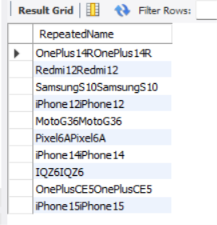 Result Grid Filter Rows:
RepeatedName
OnePlus14ROnePlus14R
Redmi12Redmi12
SamsungS10SamsungS10
iPhone12iPhone12
MotoG36MotoG36
Pixel6APixel6A
iPhone14iPhone14
IQZ6IQZ6
OnePlusCE5OnePlusCE5
iPhone15iPhone15